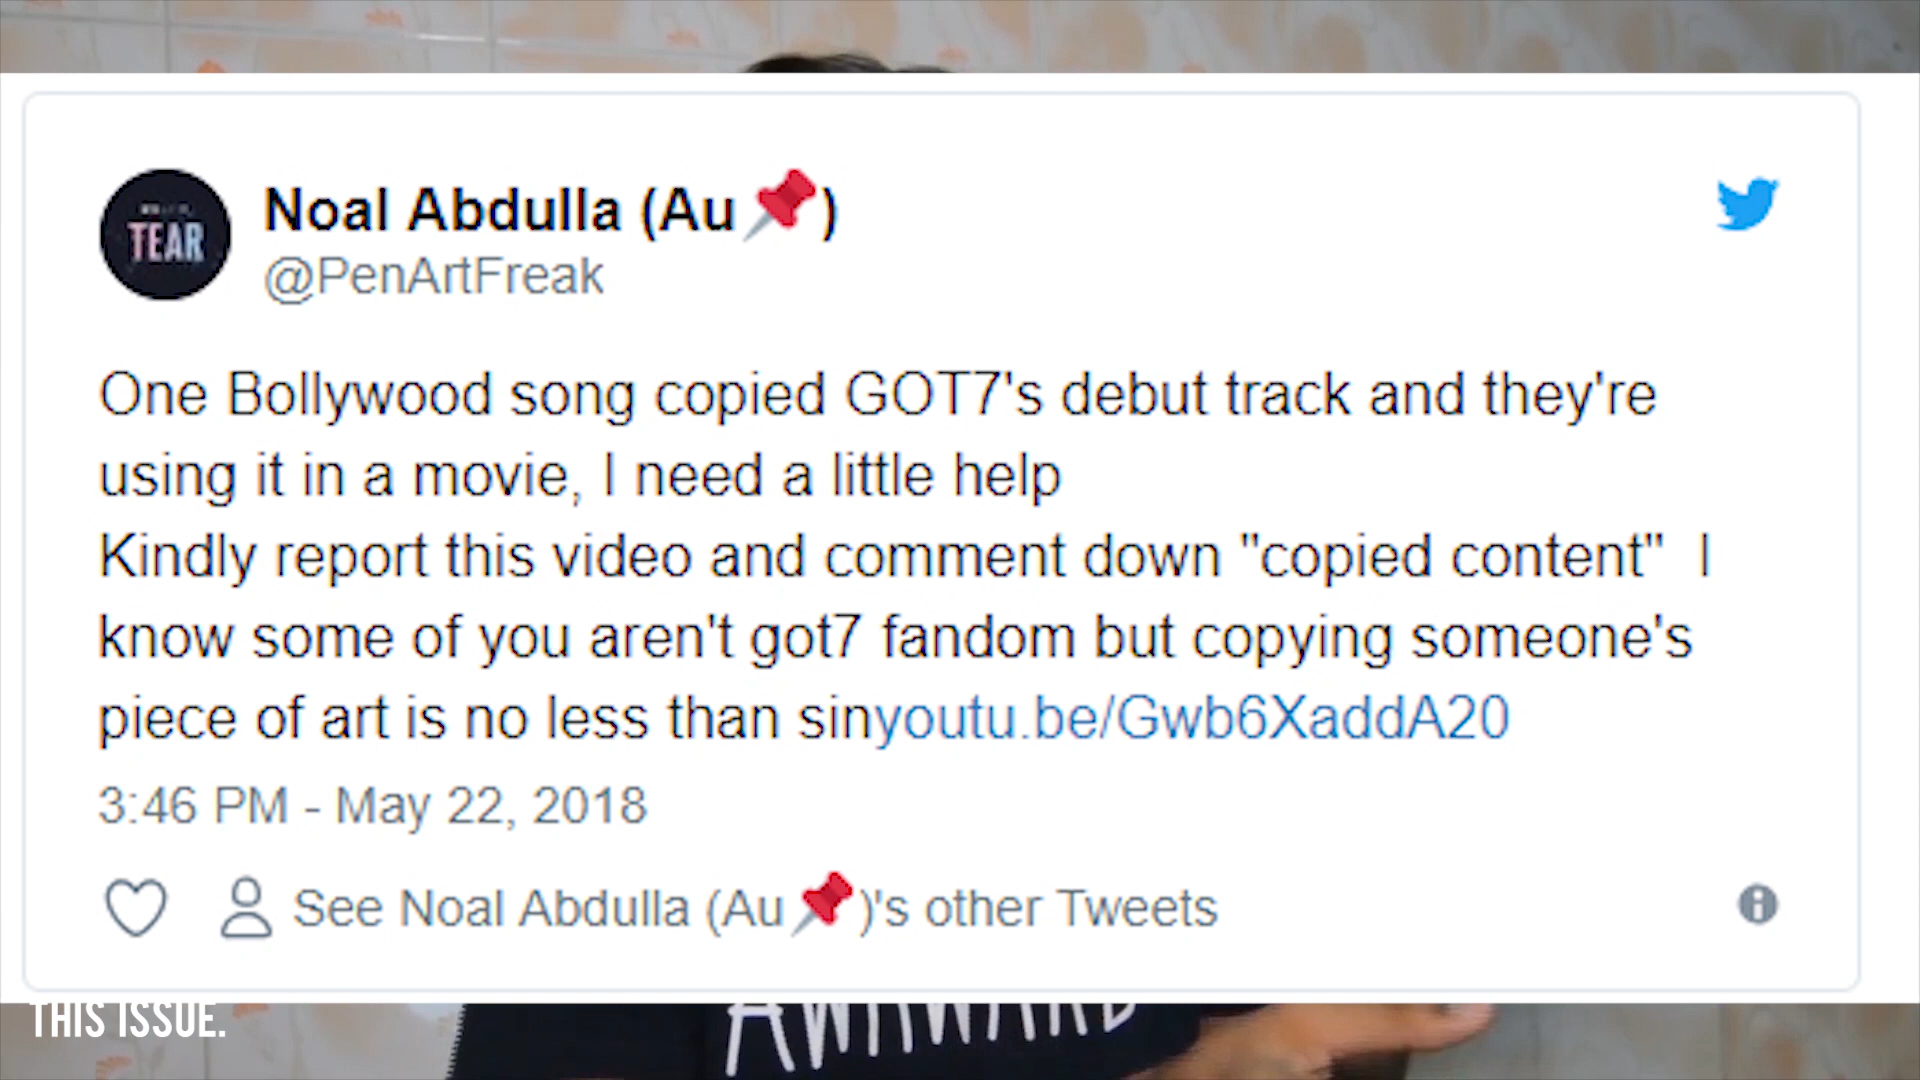 TEAR
Noal Abdulla (Au📌)
@PenArtFreak
One Bollywood song copied GOT7's debut track and they're
using it in a movie, I need a little help
Kindly report this video and comment down "copied content" I
know some of you aren't got7 fandom but copying someone's
piece of art is no less than sinyoutu.be/Gwb6XaddA20
3:46 PM - May 22, 2018
See Noal Abdulla (Au📌)'s other Tweets
THIS ISSUE.
AWKWARD